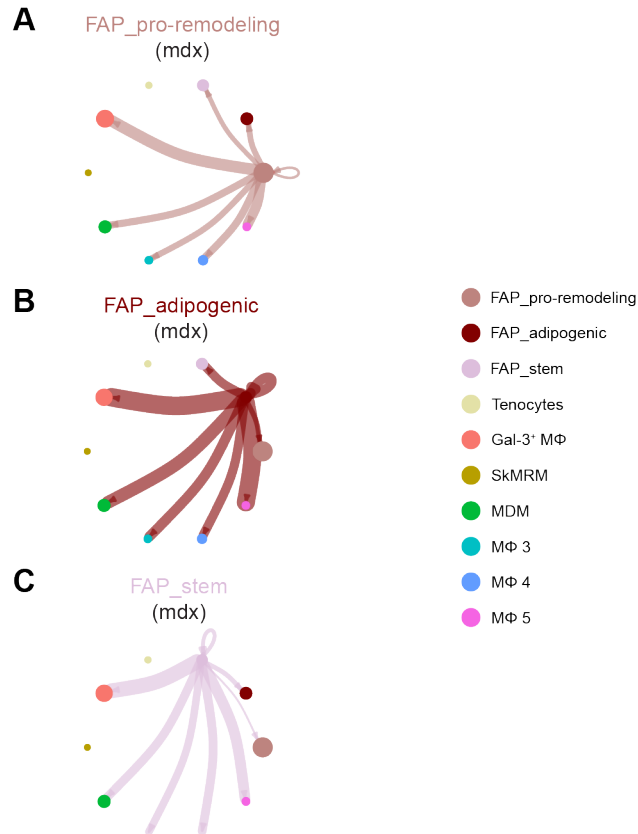 A
FAP_pro-remodeling
(mdx)
B
FAP_adipogenic
(mdx)
C
FAP_stem
(mdx)
FAP_pro-remodeling
FAP_adipogenic
FAP_stem
Tenocytes
Gal-3⁺ MΦ
SkMRM
MDM
MΦ 3
MΦ 4
MΦ 5